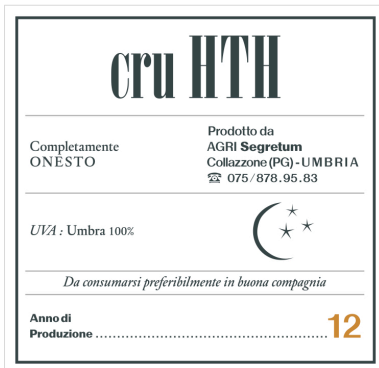 cru HTH
Completamente
ONESTO
Prodotto da
AGRI Segretum
Collazzone (PG) - UMBRIA
☎ 075/878.95.83
UVA : Umbra 100%
Da consumarsi preferibilmente in buona compagnia
Anno di
Produzione ................................................ 12